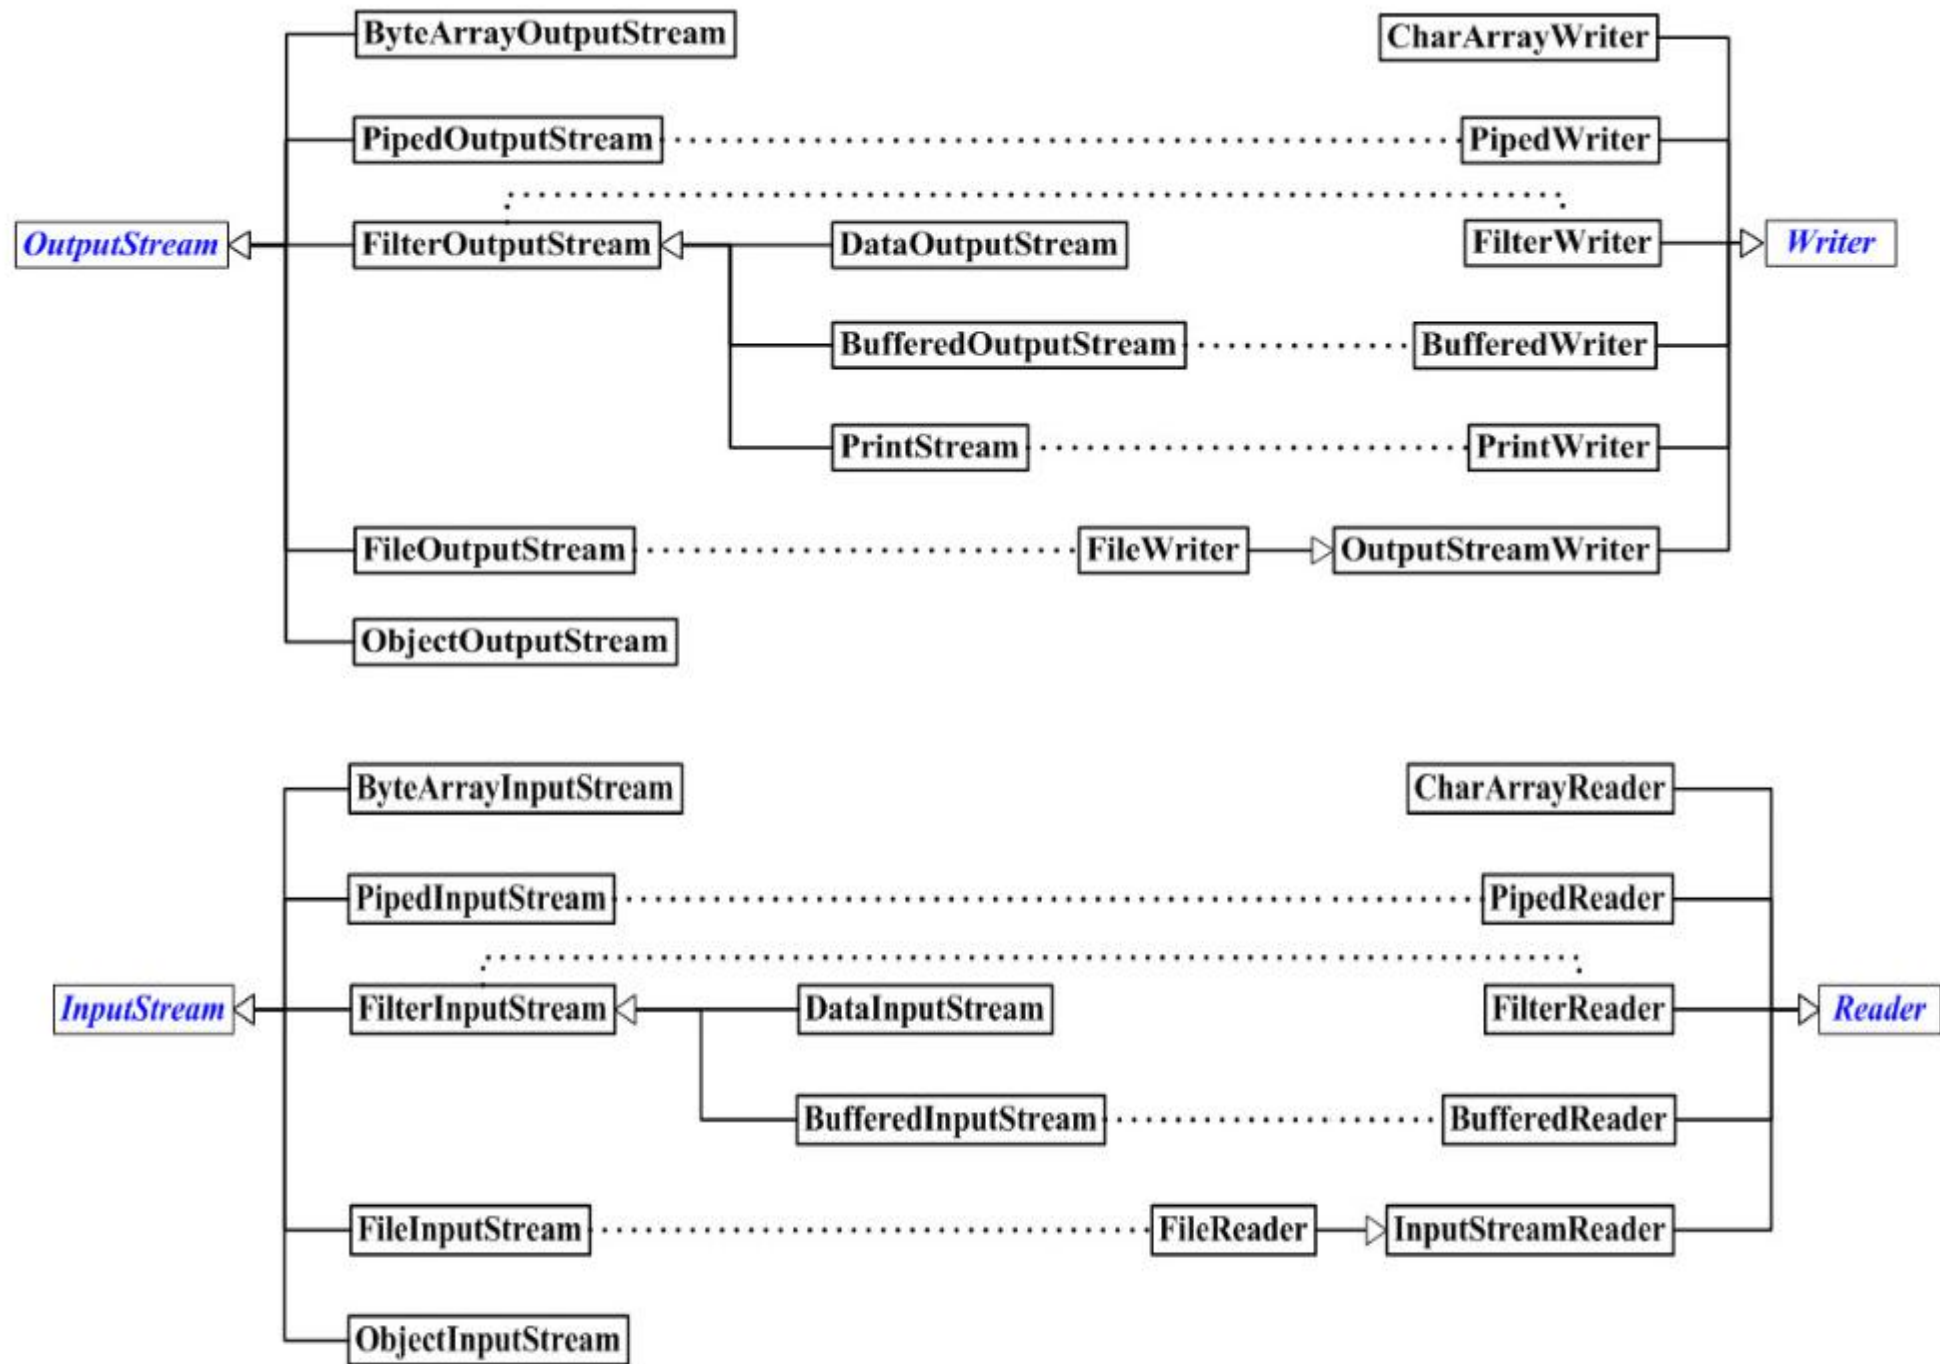 ByteArrayOutputStream CharArrayWriter
PipedOutputStream PipedWriter
OutputStream FilterOutputStream DataOutputStream FilterWriter Writer
BufferedOutputStream BufferedWriter
PrintStream PrintWriter
FileOutputStream FileWriter OutputStreamWriter
ObjectOutputStream
ByteArrayInputStream CharArrayReader
PipedInputStream PipedReader
InputStream FilterInputStream DataInputStream FilterReader Reader
BufferedInputStream BufferedReader
FileInputStream FileReader InputStreamReader
ObjectInputStream